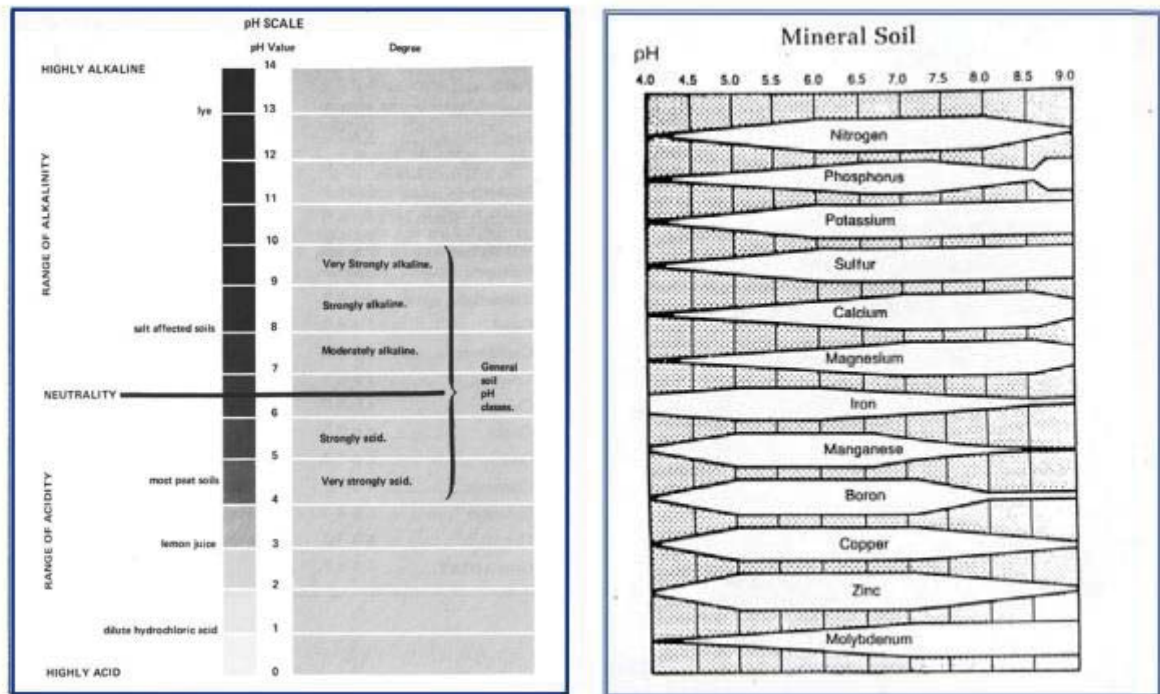 pH SCALE
pH Value Degree
HIGHLY ALKALINE 14
lye 13
12
11
RANGE OF ALKALINITY
10
Very Strongly alkaline.
9
Strongly alkaline.
salt affected soils 8
Moderately alkaline.
7
General
soil
pH
classes.
NEUTRALITY
6
Strongly acid.
5
most peat soils Very strongly acid.
4
RANGE OF ACIDITY
lemon juice 3
2
dilute hydrochloric acid 1
HIGHLY ACID 0
Mineral Soil
pH
4.0 4.5 5.0 5.5 6.0 6.5 7.0 7.5 8.0 8.5 9.0
Nitrogen
Phosphorus
Potassium
Sulfur
Calcium
Magnesium
Iron
Manganese
Boron
Copper
Zinc
Molybdenum